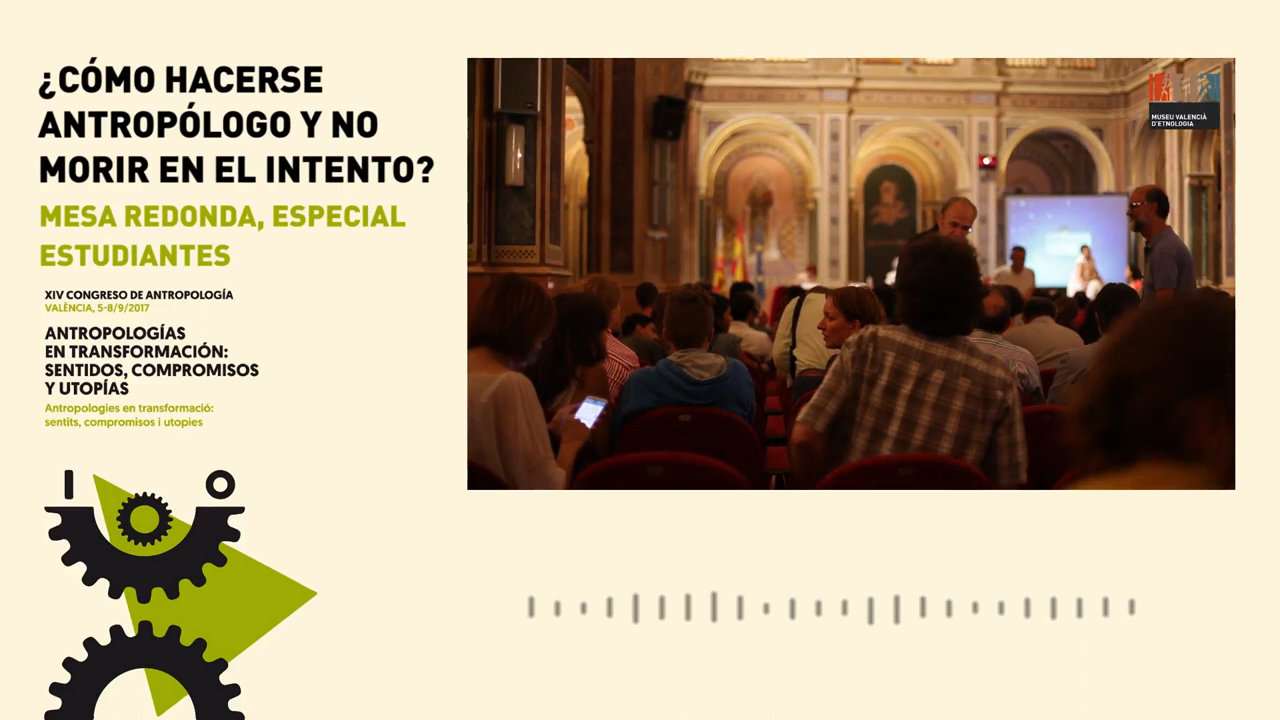 ¿CÓMO HACERSE
ANTROPÓLOGO Y NO
MORIR EN EL INTENTO?
MESA REDONDA, ESPECIAL
ESTUDIANTES
XIV CONGRESO DE ANTROPOLOGÍA
VALÈNCIA, 5-8/9/2017
ANTROPOLOGÍAS
EN TRANSFORMACIÓN:
SENTIDOS, COMPROMISOS
Y UTOPÍAS
Antropologies en transformació:
sentits, compromisos i utopies
MUSEU VALENCIÀ
D'ETNOLOGIA